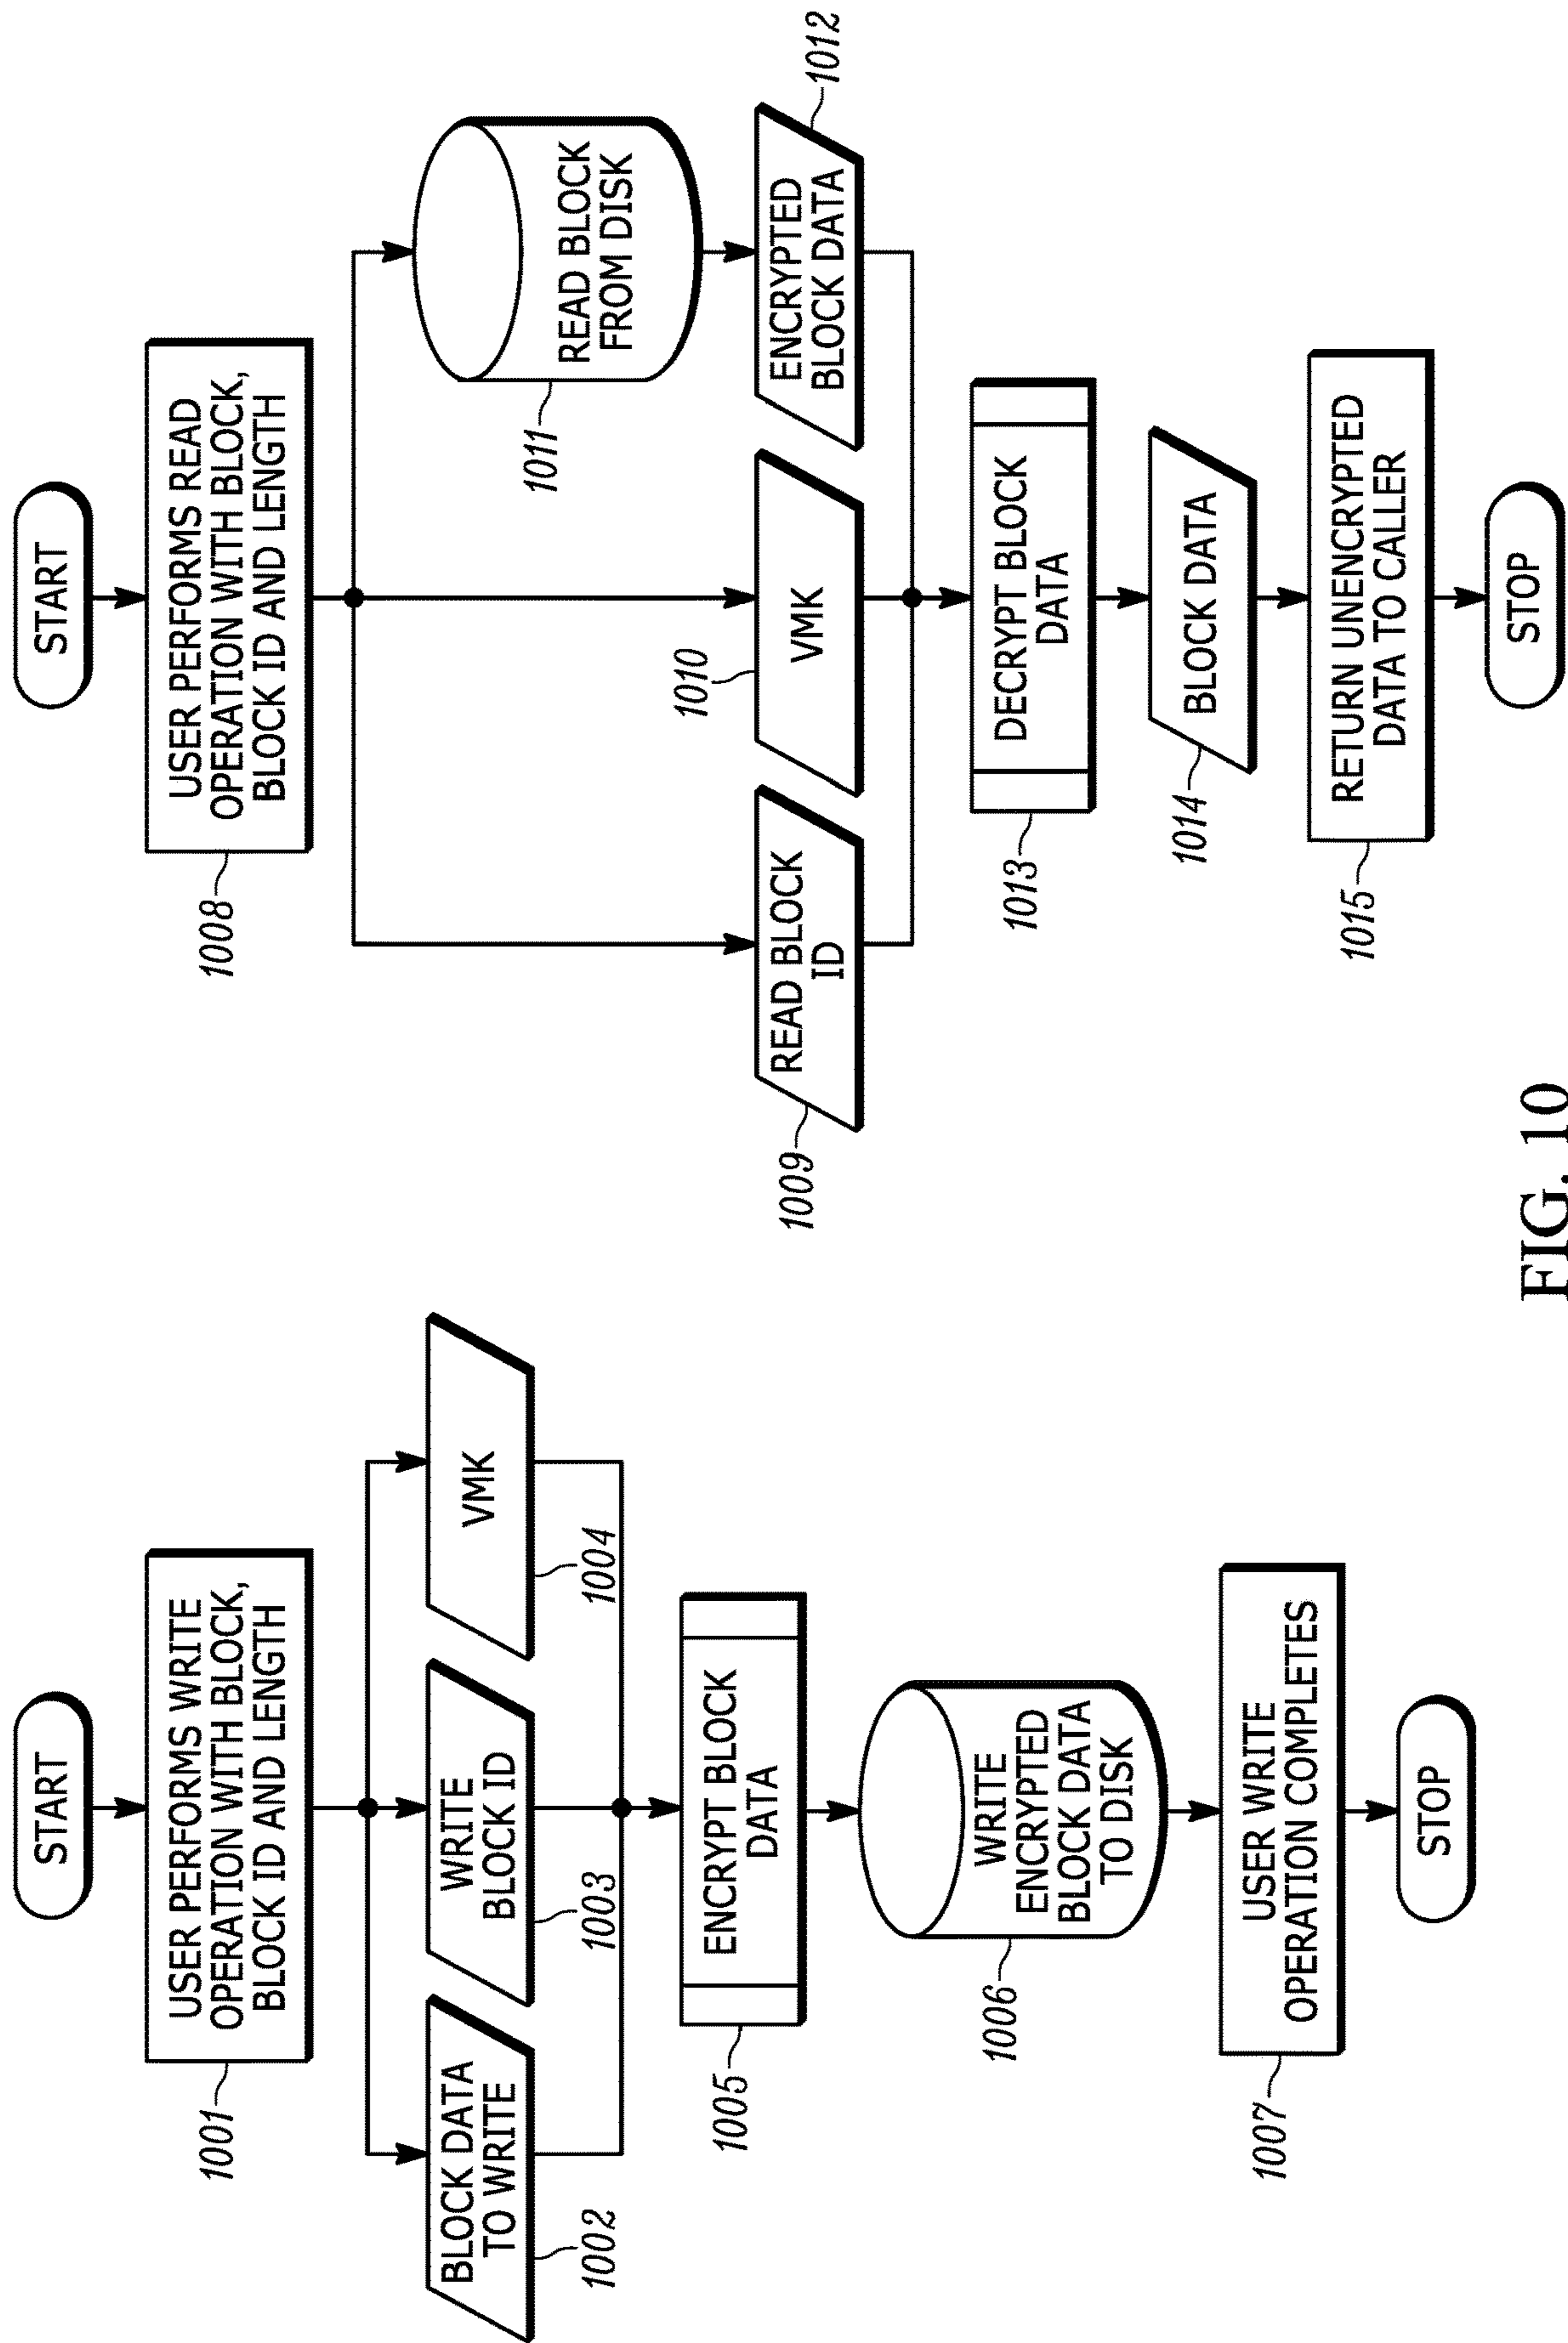 START
USER PERFORMS WRITE
OPERATION WITH BLOCK,
BLOCK ID AND LENGTH
1001
BLOCK DATA
TO WRITE
1002
WRITE
BLOCK ID
1003
VMK
1004
ENCRYPT BLOCK
DATA
1005
WRITE
ENCRYPTED
BLOCK DATA
TO DISK
1006
USER WRITE
OPERATION COMPLETES
1007
STOP
START
USER PERFORMS READ
OPERATION WITH BLOCK,
BLOCK ID AND LENGTH
1008
READ BLOCK
ID
1009
VMK
1010
READ BLOCK
FROM DISK
1011
ENCRYPTED
BLOCK DATA
1012
DECRYPT BLOCK
DATA
1013
BLOCK DATA
1014
RETURN UNENCRYPTED
DATA TO CALLER
1015
STOP
FIG. 10